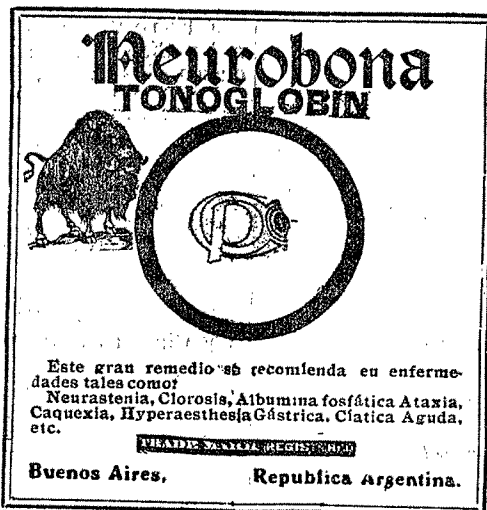 Neurobona
TONOGLOBIN
Este gran remedio se recomienda en enferme-
dades tales como:
Neurastenia, Clorosis, Albumina fosfática Ataxia,
Caquexia, Hyperaesthesia Gástrica, Ciatica Aguda,
etc.
Buenos Aires, Republica Argentina.